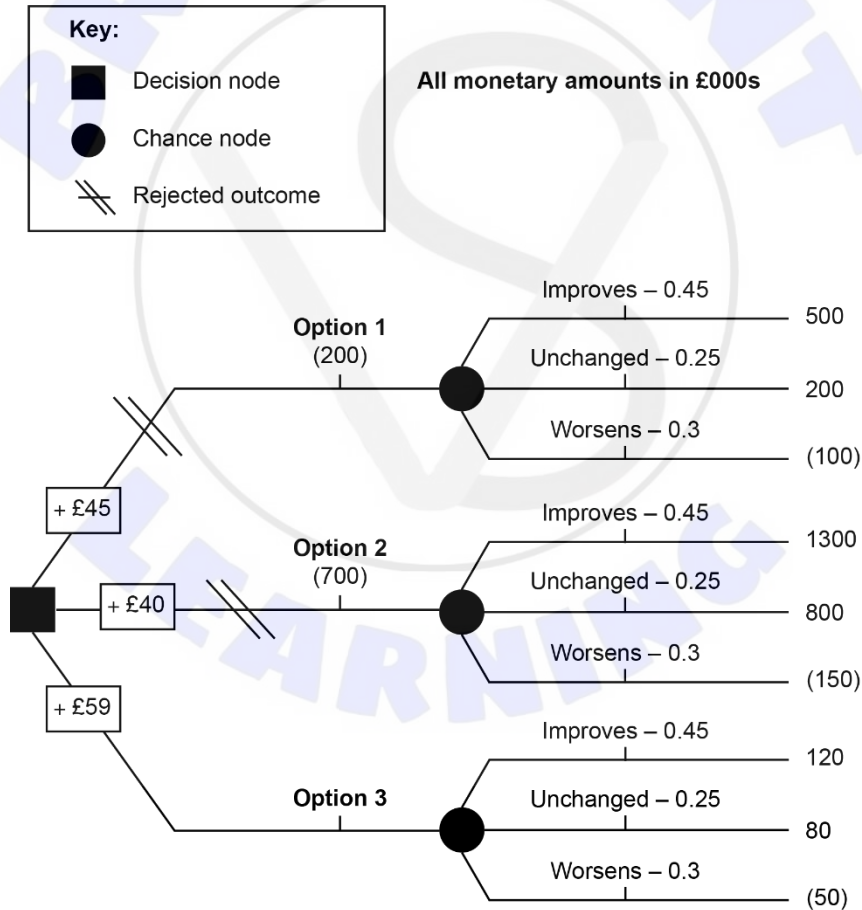 Key:
Decision node
Chance node
Rejected outcome
All monetary amounts in £000s
Option 1
(200)
Improves – 0.45
500
Unchanged – 0.25
200
Worsens – 0.3
(100)
+ £45
Option 2
(700)
Improves – 0.45
1300
Unchanged – 0.25
800
Worsens – 0.3
(150)
+ £40
+ £59
Option 3
Improves – 0.45
120
Unchanged – 0.25
80
Worsens – 0.3
(50)
LEARNING